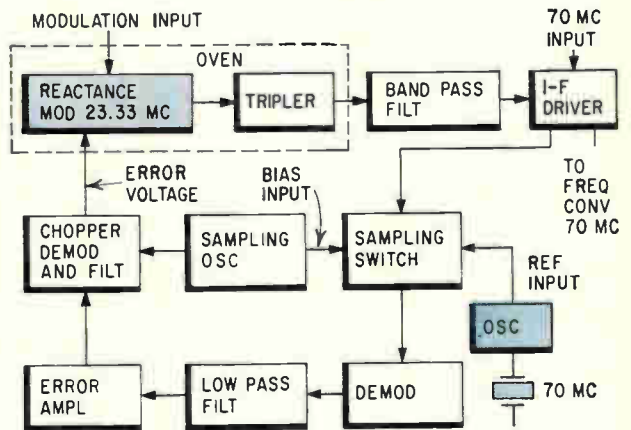 MODULATION INPUT
70 MC
INPUT
OVEN
REACTANCE
MOD 23.33 MC
TRIPLER
BAND PASS
FILT
I-F
DRIVER
ERROR
VOLTAGE
BIAS
INPUT
TO
FREQ
CONV
70 MC
CHOPPER
DEMOD
AND FILT
SAMPLING
OSC
SAMPLING
SWITCH
REF
INPUT
OSC
ERROR
AMPL
LOW PASS
FILT
DEMOD
70 MC